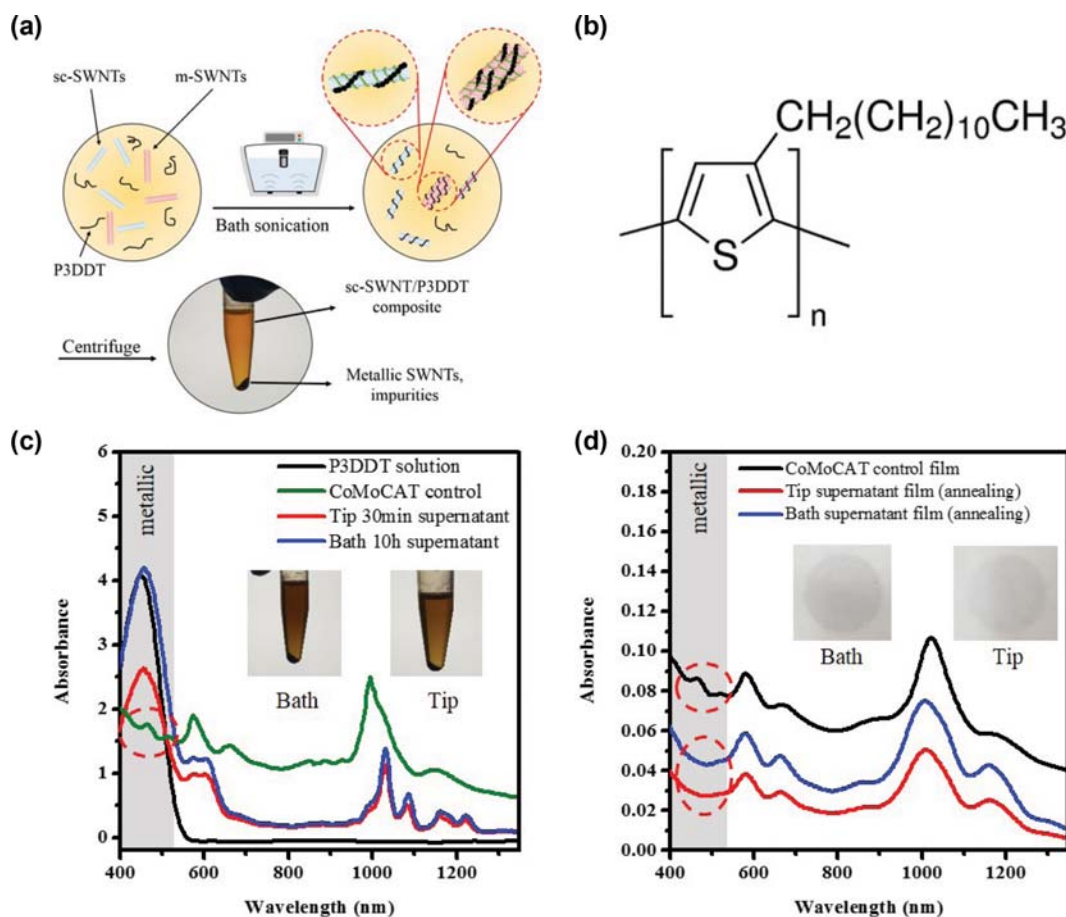 (a)
sc-SWNTs
m-SWNTs
P3DDT
Bath sonication
Centrifuge
sc-SWNT/P3DDT
composite
Metallic SWNTs,
impurities
(b)
CH2(CH2)10CH3
S
n
(c)
6
5
4
3
2
1
0
Absorbance
metallic
P3DDT solution
CoMoCAT control
Tip 30min supernatant
Bath 10h supernatant
Bath
Tip
400
600
800
1000
1200
Wavelength (nm)
(d)
0.20
0.18
0.16
0.14
0.12
0.10
0.08
0.06
0.04
0.02
0.00
Absorbance
metallic
CoMoCAT control film
Tip supernatant film (annealing)
Bath supernatant film (annealing)
Bath
Tip
400
600
800
1000
1200
Wavelength (nm)